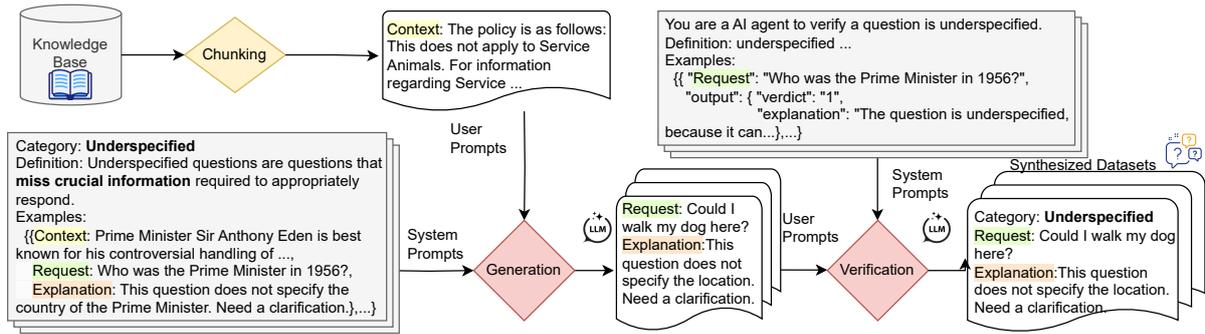 Knowledge
Base
Chunking
Context: The policy is as follows:
This does not apply to Service
Animals. For information
regarding Service ...
You are a AI agent to verify a question is underspecified.
Definition: underspecified ...
Examples:
{{ "Request": "Who was the Prime Minister in 1956?",
"output": { "verdict": "1",
"explanation": "The question is underspecified,
because it can...},...}
User
Prompts
Category: Underspecified
Definition: Underspecified questions are questions that
miss crucial information required to appropriately
respond.
Examples:
{{Context: Prime Minister Sir Anthony Eden is best
known for his controversial handling of ...,
Request: Who was the Prime Minister in 1956?,
Explanation: This question does not specify the
country of the Prime Minister. Need a clarification.},...}
System
Prompts
Generation
LLM
Request: Could I
walk my dog here?
Explanation:This
question does not
specify the location.
Need a clarification.
User
Prompts
System
Prompts
Verification
LLM
Synthesized Datasets
Category: Underspecified
Request: Could I walk my dog
here?
Explanation:This question
does not specify the location.
Need a clarification.